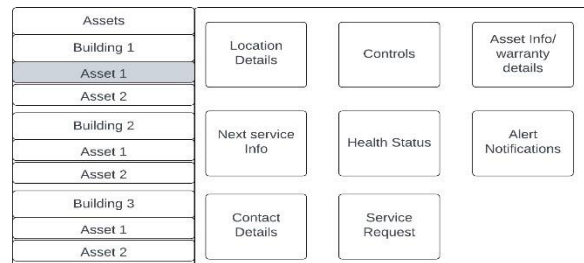 Assets
Building 1
Asset 1
Asset 2
Building 2
Asset 1
Asset 2
Building 3
Asset 1
Asset 2
Location
Details
Controls
Asset Info/
warranty
details
Next service
Info
Health Status
Alert
Notifications
Contact
Details
Service
Request